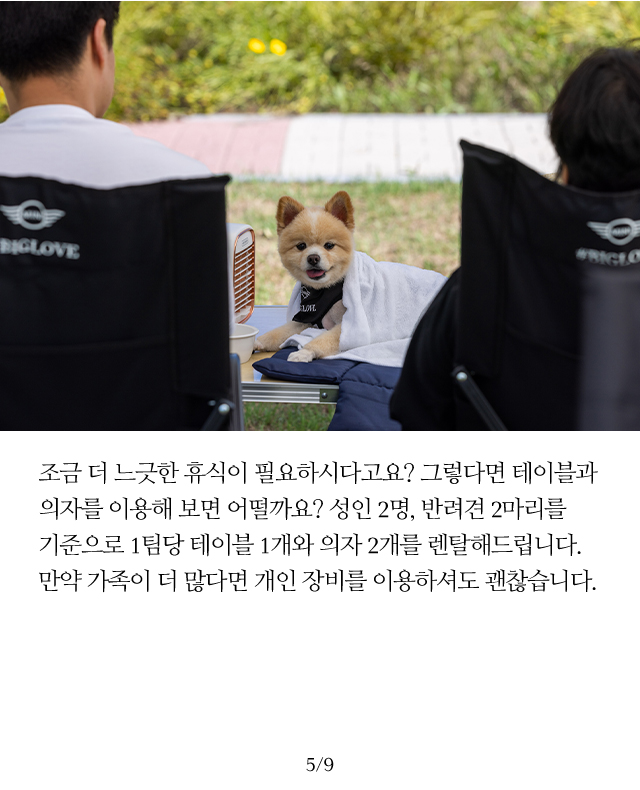 #BIGLOVE
조금 더 느긋한 휴식이 필요하시다고요? 그렇다면 테이블과
의자를 이용해 보면 어떨까요? 성인 2명, 반려견 2마리를
기준으로 1팀당 테이블 1개와 의자 2개를 렌탈해드립니다.
만약 가족이 더 많다면 개인 장비를 이용하셔도 괜찮습니다.
5/9